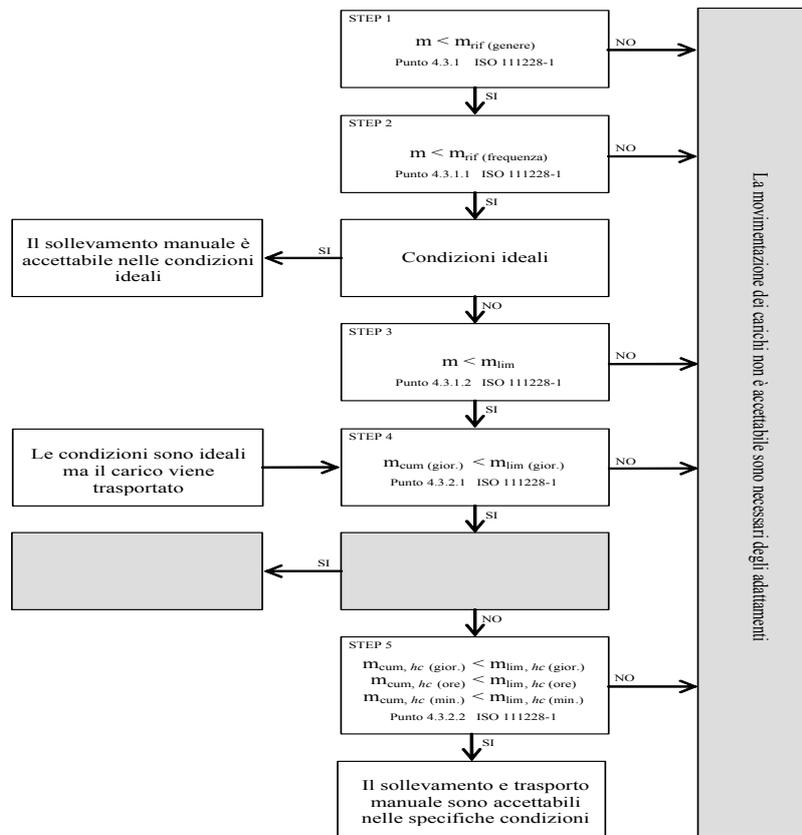 STEP 1
m < mrif (genere)
Punto 4.3.1 ISO 111228-1
NO
SI
STEP 2
m < mrif (frequenza)
Punto 4.3.1.1 ISO 111228-1
NO
SI
Il sollevamento manuale è
accettabile nelle condizioni
ideali
SI
Condizioni ideali
NO
STEP 3
m < mlim
Punto 4.3.1.2 ISO 111228-1
NO
SI
Le condizioni sono ideali
ma il carico viene
trasportato
STEP 4
mcum (gior.) < mlim (gior.)
Punto 4.3.2.1 ISO 111228-1
NO
SI
SI
NO
STEP 5
mcum, hc (gior.) < mlim, hc (gior.)
mcum, hc (ore) < mlim, hc (ore)
mcum, hc (min.) < mlim, hc (min.)
Punto 4.3.2.2 ISO 111228-1
NO
SI
Il sollevamento e trasporto
manuale sono accettabili
nelle specifiche condizioni
La movimentazione dei carichi non è accettabile sono necessari degli adattamenti